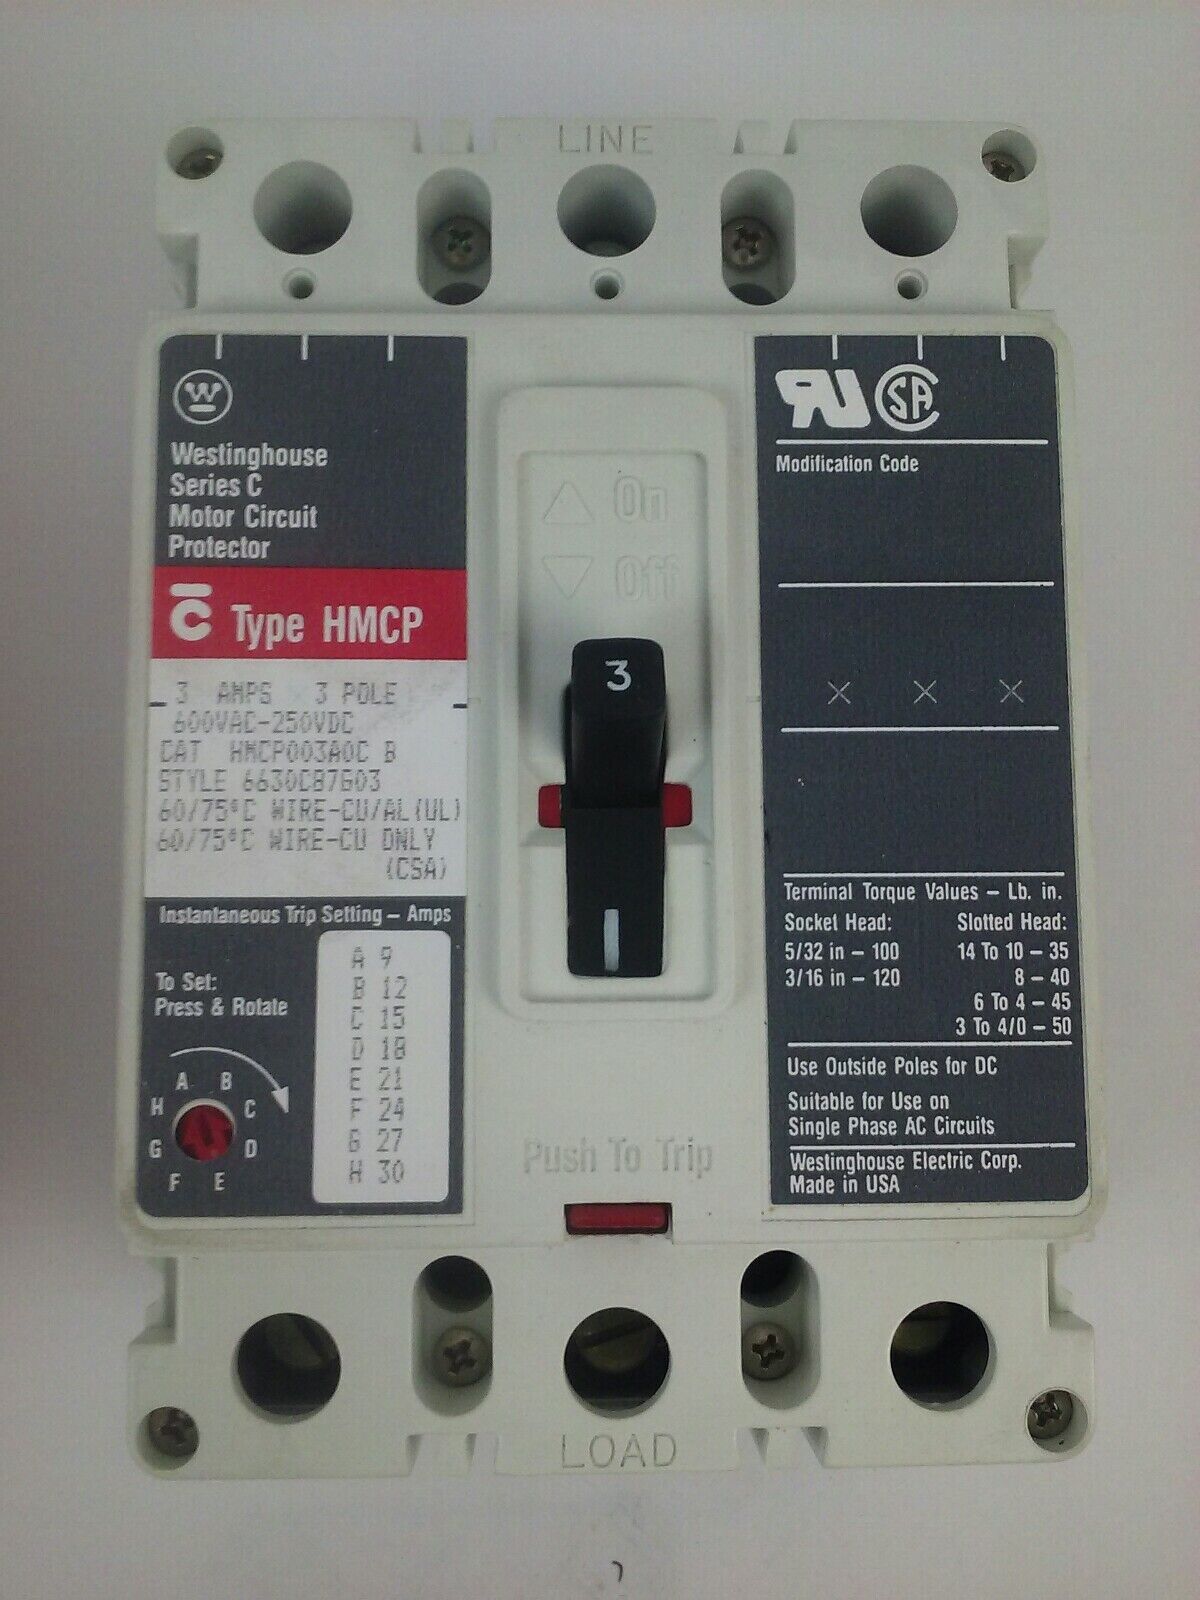 LINE
W
Westinghouse
Series C
Motor Circuit
Protector
C Type HMCP
3 AMPS 3 POLE
600VAC-250VDC
CAT HMCP003A0C B
STYLE 6630C87G03
60/75°C WIRE-CU/AL(UL)
60/75°C WIRE-CU ONLY
(CSA)
Instantaneous Trip Setting – Amps
To Set:
Press & Rotate
A
B
C
D
E
F
G
H
A 9
B 12
C 15
D 18
E 21
F 24
G 27
H 30
On
Off
3
Push To Trip
RU CSA
Modification Code
X X X
Terminal Torque Values – Lb. in.
Socket Head: Slotted Head:
5/32 in – 100 14 To 10 – 35
3/16 in – 120 8 – 40
6 To 4 – 45
3 To 4/0 – 50
Use Outside Poles for DC
Suitable for Use on
Single Phase AC Circuits
Westinghouse Electric Corp.
Made in USA
LOAD